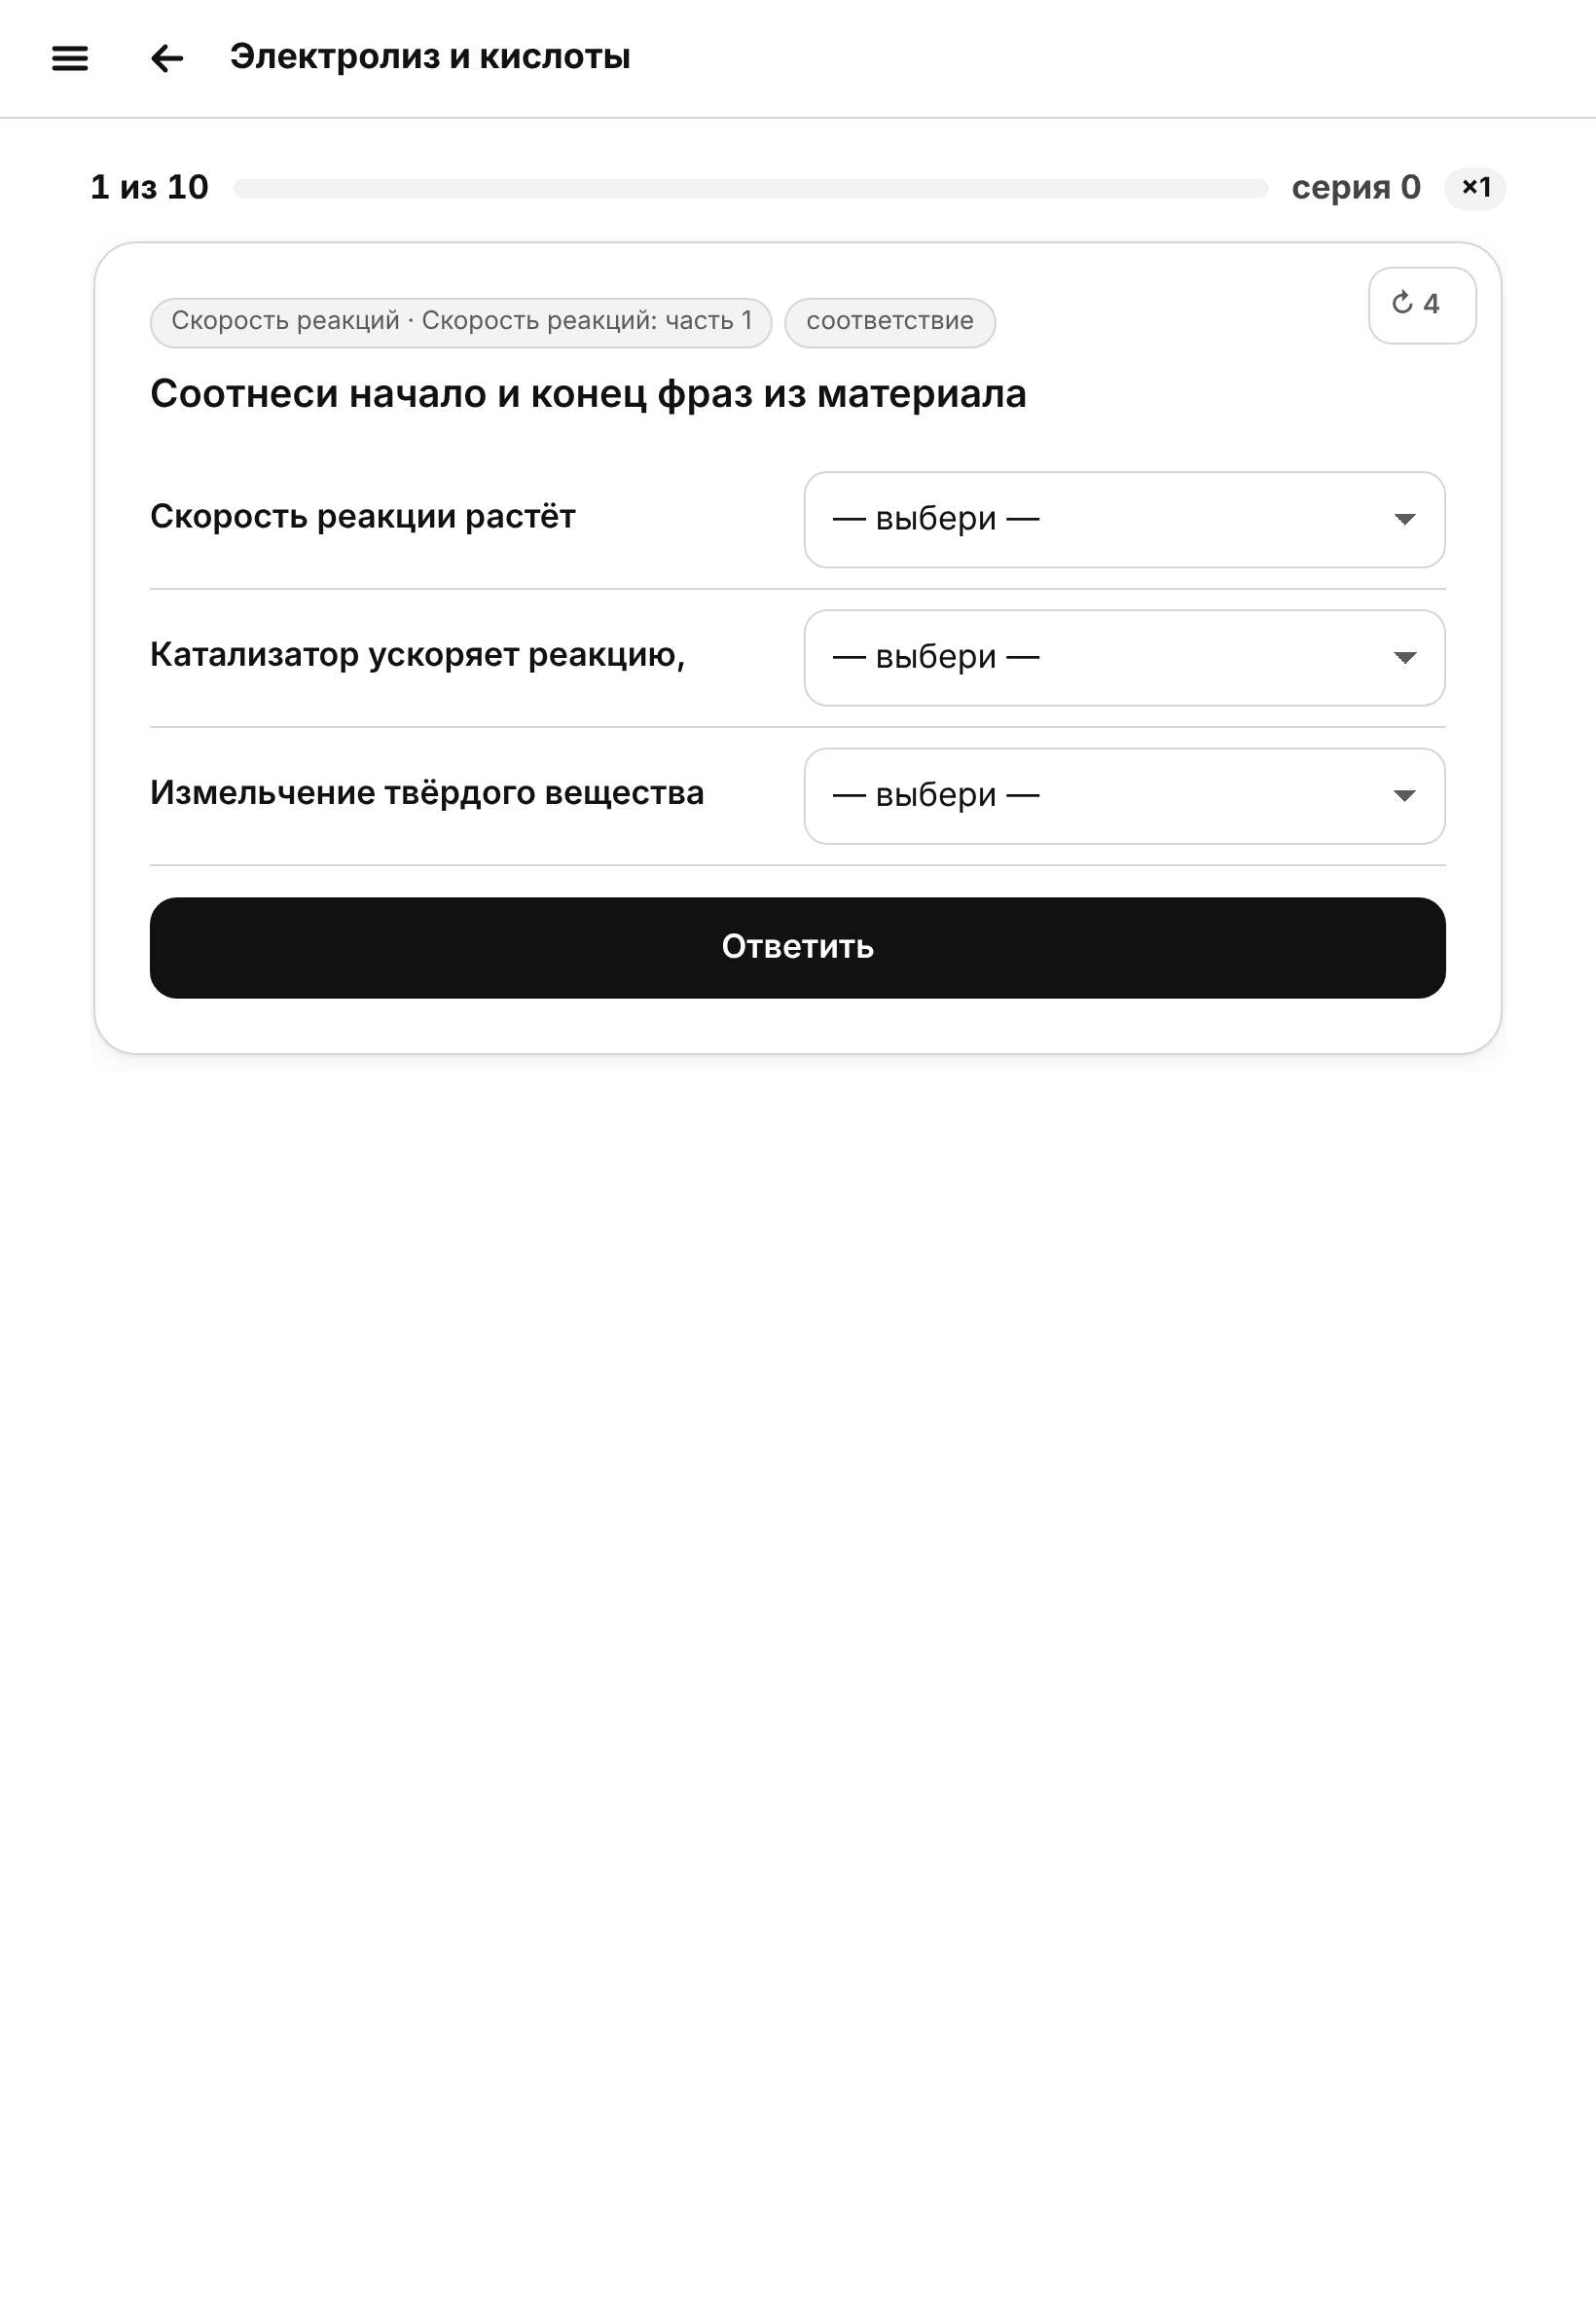 Электролиз и кислоты
1 из 10
серия 0
×1
Скорость реакций · Скорость реакций: часть 1
соответствие
↻ 4
Соотнеси начало и конец фраз из материала
Скорость реакции растёт
— выбери —
Катализатор ускоряет реакцию,
— выбери —
Измельчение твёрдого вещества
— выбери —
Ответить